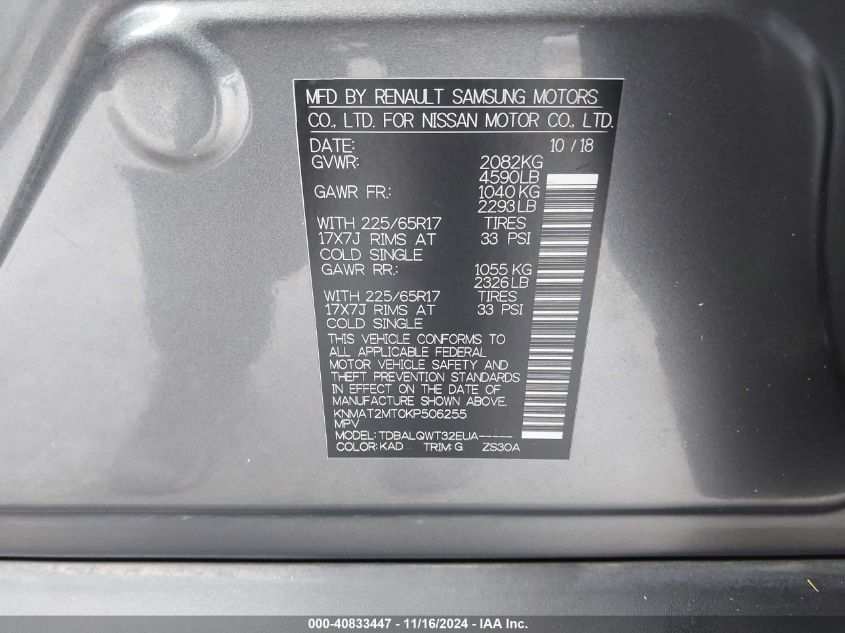 MFD BY RENAULT SAMSUNG MOTORS
CO., LTD. FOR NISSAN MOTOR CO., LTD.
DATE: 10 / 18
GVWR: 2082KG
4590LB
GAWR FR.: 1040 KG
2293 LB
WITH 225/65R17 TIRES
17X7J RIMS AT 33 PSI
COLD SINGLE
GAWR RR.: 1055 KG
2326 LB
WITH 225/65R17 TIRES
17X7J RIMS AT 33 PSI
COLD SINGLE
THIS VEHICLE CONFORMS TO
ALL APPLICABLE FEDERAL
MOTOR VEHICLE SAFETY AND
THEFT PREVENTION STANDARDS
IN EFFECT ON THE DATE OF
MANUFACTURE SHOWN ABOVE.
KNMAT2MT0KP506255
MPV
MODEL: TDBALQWT32EUA-----
COLOR: KAD TRIM: G ZS30A
000-40833447 - 11/16/2024 - IAA Inc.